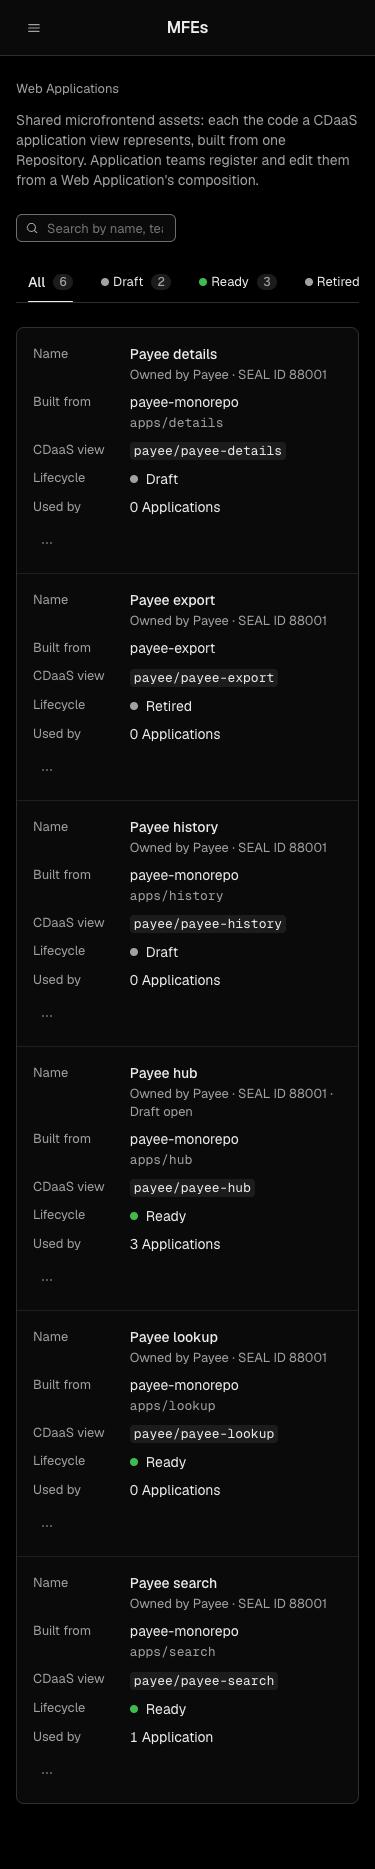 MFEs
Web Applications
Shared microfrontend assets: each the code a CDaaS
application view represents, built from one
Repository. Application teams register and edit them
from a Web Application's composition.
Search by name, tea
All 6 Draft 2 Ready 3 Retired
Name Payee details
Owned by Payee · SEAL ID 88001
Built from payee-monorepo
apps/details
CDaaS view payee/payee-details
Lifecycle Draft
Used by 0 Applications
...
Name Payee export
Owned by Payee · SEAL ID 88001
Built from payee-export
CDaaS view payee/payee-export
Lifecycle Retired
Used by 0 Applications
...
Name Payee history
Owned by Payee · SEAL ID 88001
Built from payee-monorepo
apps/history
CDaaS view payee/payee-history
Lifecycle Draft
Used by 0 Applications
...
Name Payee hub
Owned by Payee · SEAL ID 88001 ·
Draft open
Built from payee-monorepo
apps/hub
CDaaS view payee/payee-hub
Lifecycle Ready
Used by 3 Applications
...
Name Payee lookup
Owned by Payee · SEAL ID 88001
Built from payee-monorepo
apps/lookup
CDaaS view payee/payee-lookup
Lifecycle Ready
Used by 0 Applications
...
Name Payee search
Owned by Payee · SEAL ID 88001
Built from payee-monorepo
apps/search
CDaaS view payee/payee-search
Lifecycle Ready
Used by 1 Application
...